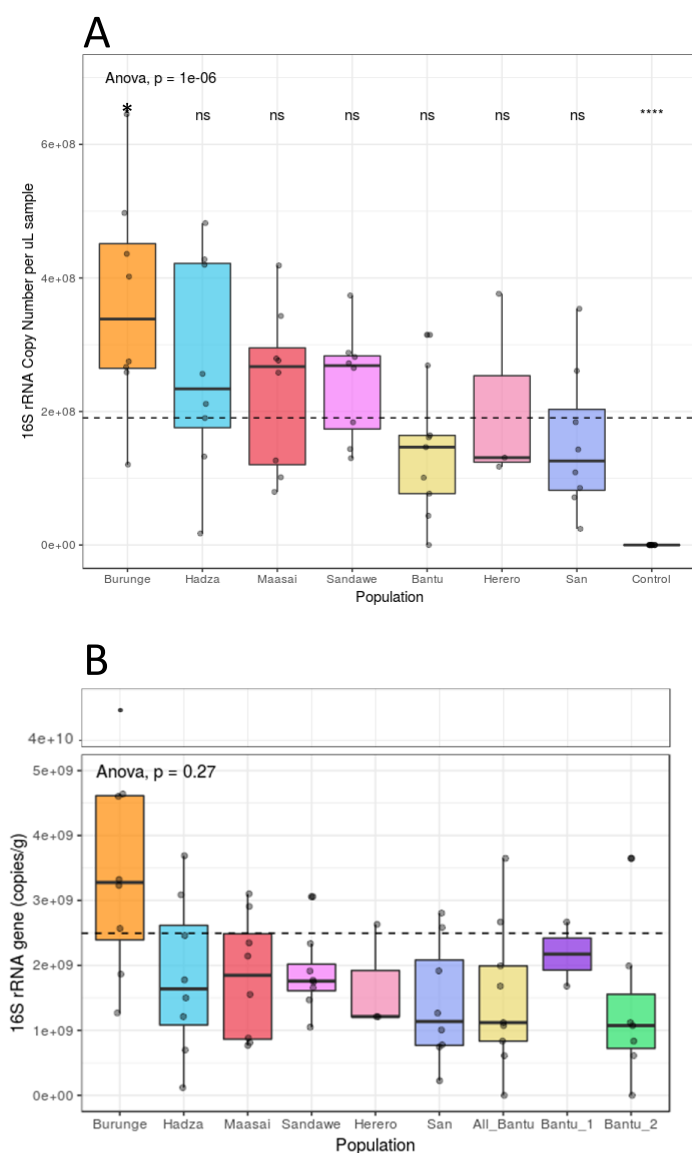 A
Anova, p = 1e-06
* ns ns ns ns ns ns ****
6e+08
4e+08
2e+08
0e+00
16S rRNA Copy Number per uL sample
Burunge Hadza Maasai Sandawe Bantu Herero San Control
Population
B
4e+10
Anova, p = 0.27
5e+09
4e+09
3e+09
2e+09
1e+09
0e+00
16S rRNA gene (copies/g)
Burunge Hadza Maasai Sandawe Herero San All_Bantu Bantu_1 Bantu_2
Population